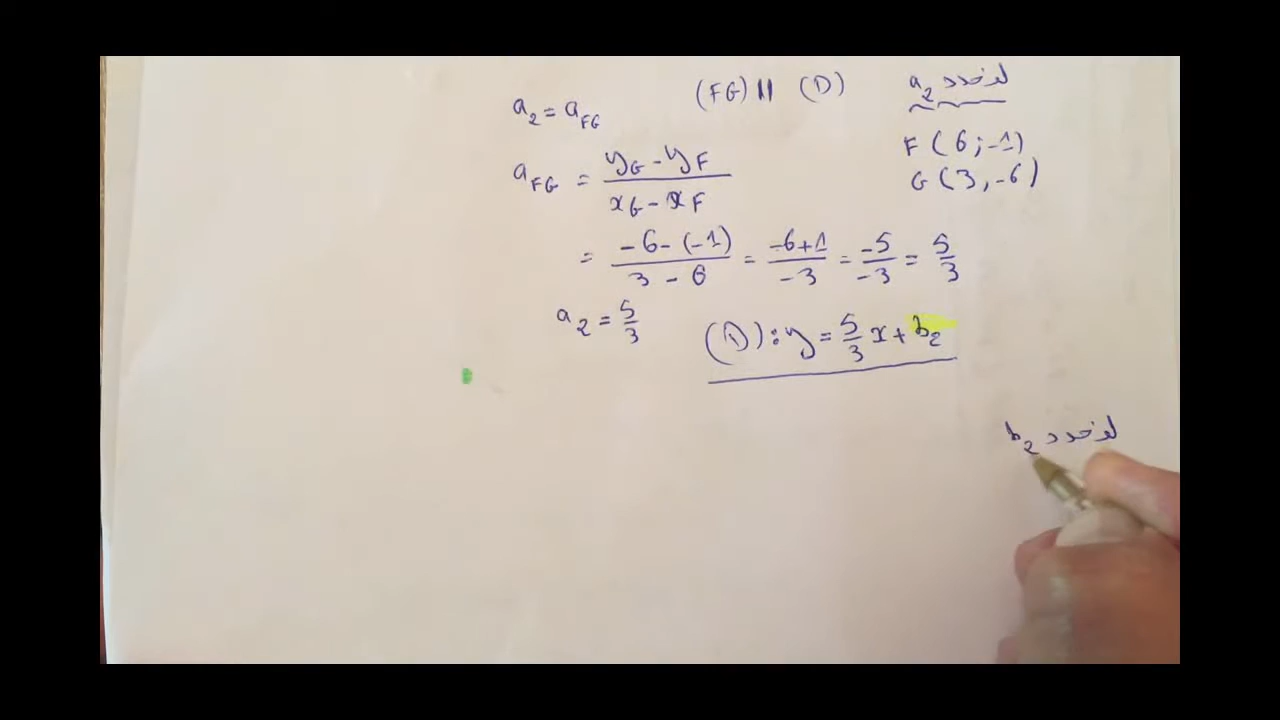 لنحدد a₂
(FG) || (D)
a₂ = a_FG
F(6;-1)
G(3,-6)
a_FG = (y_G - y_F)/(x_G - x_F)
= (-6-(-1))/(3-6) = (-6+1)/(-3) = (-5)/(-3) = 5/3
a₂ = 5/3
(D): y = 5/3 x + b₂
لنحدد b₂